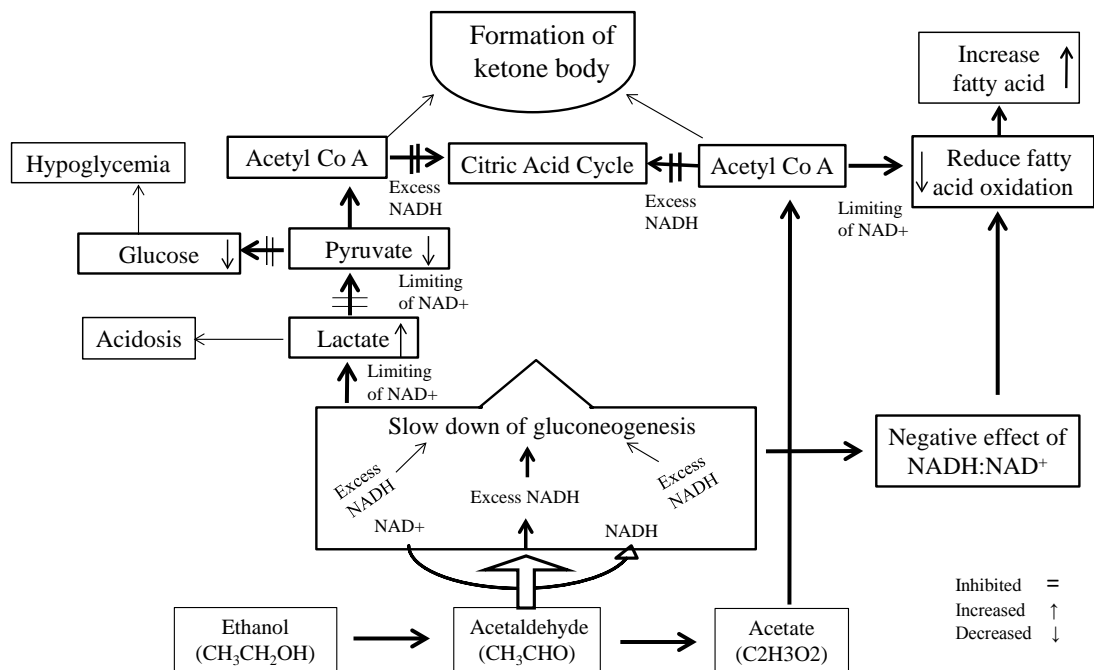 Formation of
ketone body
Increase
fatty acid ↑
Hypoglycemia
Acetyl Co A
Excess
NADH
Citric Acid Cycle
Excess
NADH
Acetyl Co A
Limiting
of NAD+
↓ Reduce fatty
acid oxidation
Glucose ↓
Pyruvate ↓
Limiting
of NAD+
Acidosis
Lactate ↑
Limiting
of NAD+
Slow down of gluconeogenesis
Excess
NADH
Excess NADH
Excess
NADH
NAD+
NADH
Negative effect of
NADH:NAD⁺
Ethanol
(CH₃CH₂OH)
Acetaldehyde
(CH₃CHO)
Acetate
(C2H3O2)
Inhibited =
Increased ↑
Decreased ↓